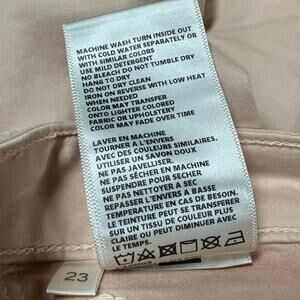 MACHINE WASH TURN INSIDE OUT
WITH COLD WATER SEPARATELY OR
WITH SIMILAR COLORS
USE MILD DETERGENT
NO BLEACH DO NOT TUMBLE DRY
HANG TO DRY
DO NOT DRY CLEAN
IRON ON REVERSE WITH LOW HEAT
WHEN NEEDED
COLOR MAY TRANSFER
ONTO LIGHTER COLORED
FABRIC OR UPHOLSTERY
COLOR MAY FADE OVER TIME
LAVER EN MACHINE
TOURNER A L'ENVERS
AVEC DES COULEURS SIMILAIRES.
UTILISER UN SAVON DOUX
NE PAS JAVELLISER.
NE PAS SÉCHER EN MACHINE
SUSPENDRE POUR SECHER
NE PAS NETTOYER A SEC
REPASSER L'ENVERS A BASSE
TEMPERATURE EN CAS DE BESOIN.
LE TEINTURE PEUT SE TRANSFERER
SUR UN TISSU DE COULEUR PLUS
CLAIRE OU PEUT DÉTEINDRE AVEC
LE TEMPS.
23